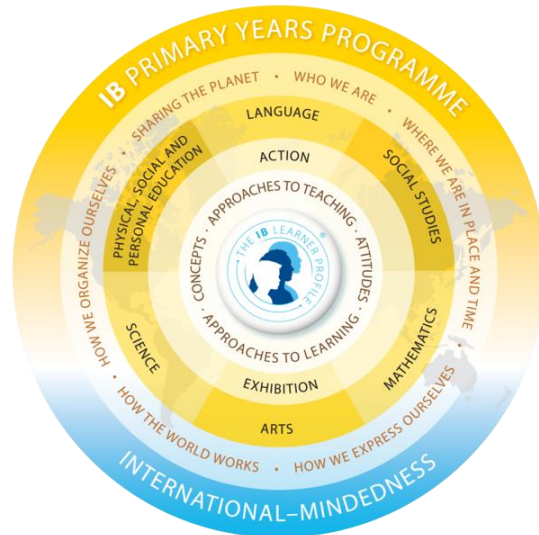 IB PRIMARY YEARS PROGRAMME
SHARING THE PLANET • WHO WE ARE • WHERE WE ARE IN PLACE AND TIME •
HOW WE ORGANIZE OURSELVES •
• HOW THE WORLD WORKS • HOW WE EXPRESS OURSELVES
LANGUAGE
PHYSICAL, SOCIAL AND
PERSONAL EDUCATION
SOCIAL STUDIES
SCIENCE
MATHEMATICS
ARTS
ACTION
EXHIBITION
CONCEPTS · APPROACHES TO TEACHING · ATTITUDES ·
APPROACHES TO LEARNING ·
THE IB LEARNER PROFILE
®
INTERNATIONAL–MINDEDNESS